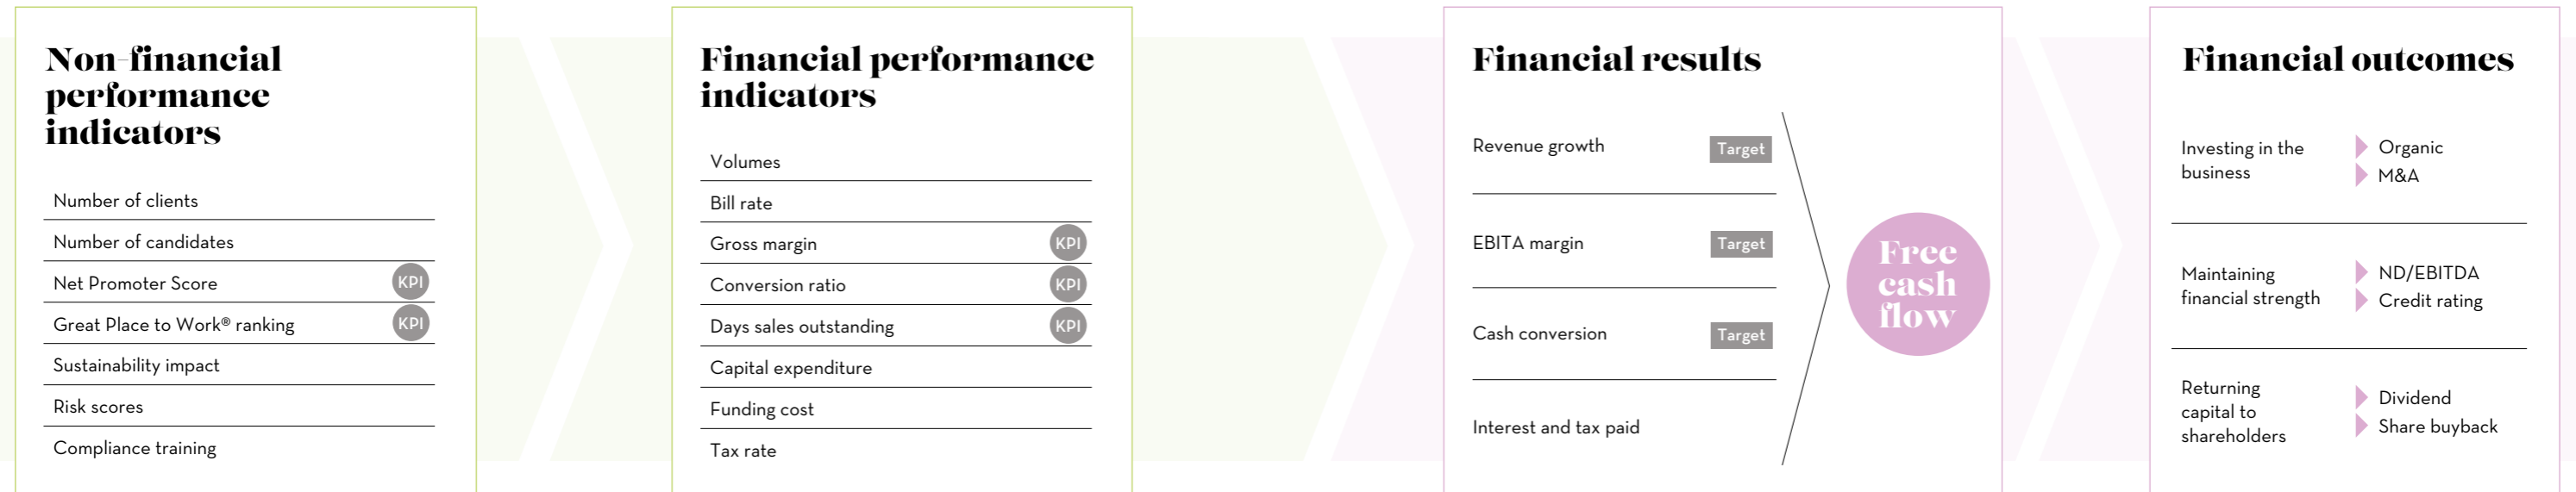 Non-financial
performance
indicators
Number of clients
Number of candidates
Net Promoter Score KPI
Great Place to Work® ranking KPI
Sustainability impact
Risk scores
Compliance training
Financial performance
indicators
Volumes
Bill rate
Gross margin KPI
Conversion ratio KPI
Days sales outstanding KPI
Capital expenditure
Funding cost
Tax rate
Financial results
Revenue growth Target
EBITA margin Target
Cash conversion Target
Interest and tax paid
Free
cash
flow
Financial outcomes
Investing in the
business
Organic
M&A
Maintaining
financial strength
ND/EBITDA
Credit rating
Returning
capital to
shareholders
Dividend
Share buyback